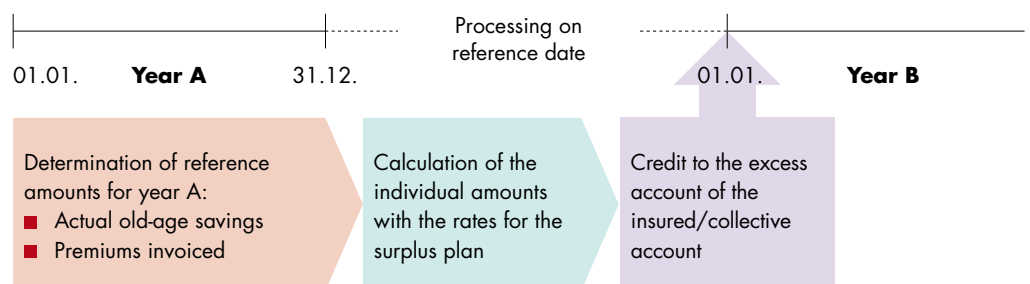 Processing on
reference date
01.01. Year A 31.12. 01.01. Year B
Determination of reference
amounts for year A:
Actual old-age savings
Premiums invoiced
Calculation of the
individual amounts
with the rates for the
surplus plan
Credit to the excess
account of the
insured/collective
account